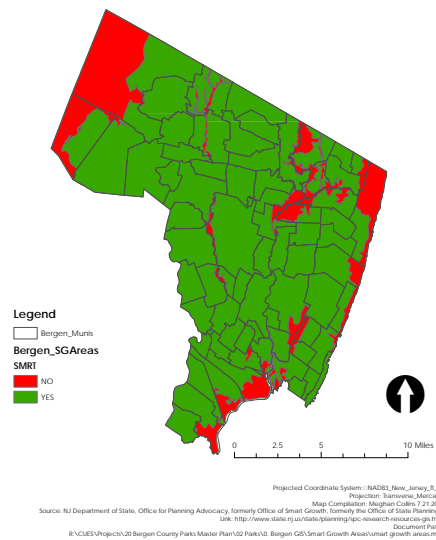 Legend
Bergen_Munis
Bergen_SGAreas
SMRT
NO
YES
0 2.5 5 10 Miles
Projected Coordinate System: :NAD83_New_Jersey_ft_
Projection: Transverse_Merca
Map Compilation: Meghan Collins 7.21.20
Source: NJ Department of State, Office for Planning Advocacy, formerly Office of Smart Growth, formerly the Office of State Planning
Link: http://www.state.nj.us/state/planning/spc-research-resources-gis.h
Document Pat
R:\CUES\Projects\20 Bergen County Parks Master Plan\02 Parks\0. Bergen GIS\Smart Growth Areas\smart growth areas.m